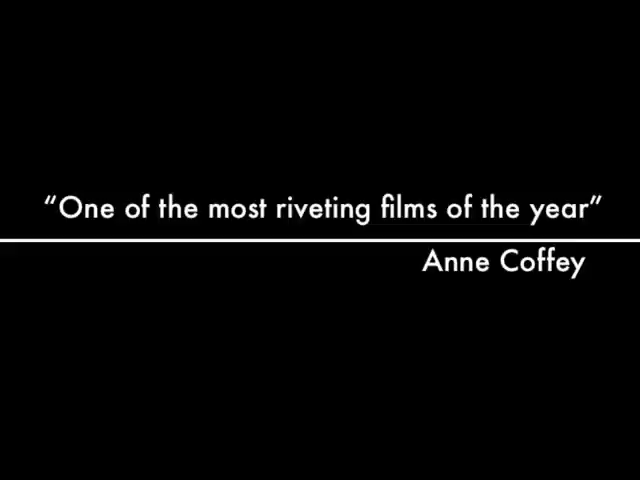 “One of the most riveting films of the year”
Anne Coffey